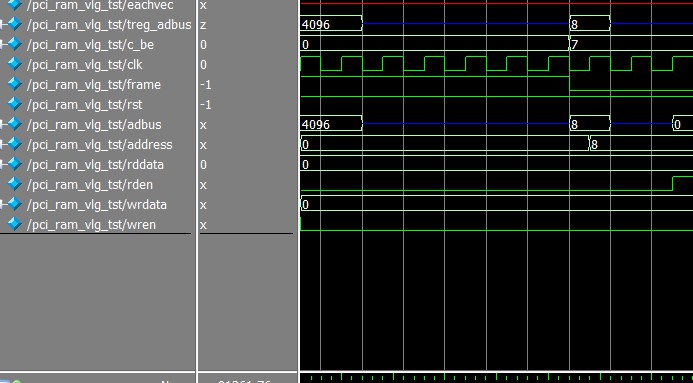 /pci_ram_vlg_tst/eachvec x
/pci_ram_vlg_tst/treg_adbus z 4096 8
/pci_ram_vlg_tst/c_be 0 0 7
/pci_ram_vlg_tst/clk 0
/pci_ram_vlg_tst/frame -1
/pci_ram_vlg_tst/rst -1
/pci_ram_vlg_tst/adbus x 4096 8 0
/pci_ram_vlg_tst/address x 0 8
/pci_ram_vlg_tst/rddata 0 0
/pci_ram_vlg_tst/rden x
/pci_ram_vlg_tst/wrdata x 0
/pci_ram_vlg_tst/wren x